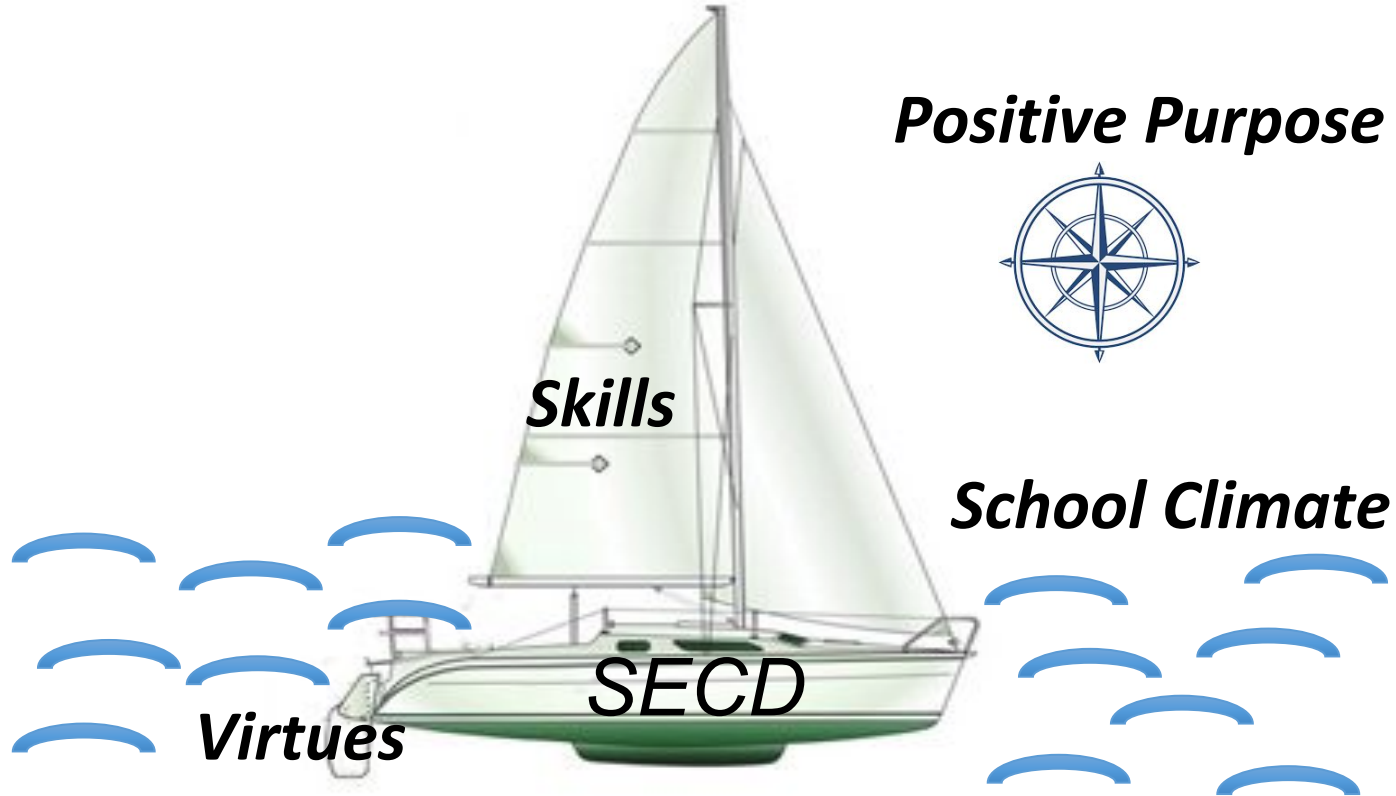 Positive Purpose
Skills
School Climate
SECD
Virtues